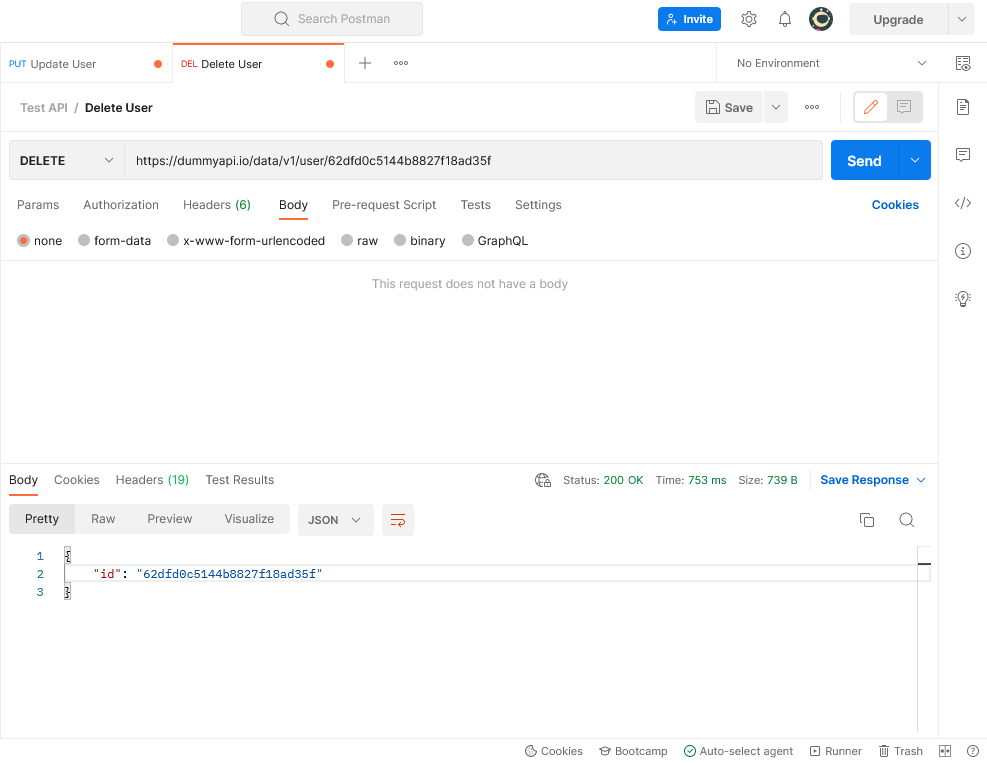 Search Postman
Invite
Upgrade
PUT Update User
DEL Delete User
No Environment
Test API / Delete User
Save
DELETE
https://dummyapi.io/data/v1/user/62dfd0c5144b8827f18ad35f
Send
Params Authorization Headers (6) Body Pre-request Script Tests Settings Cookies
none form-data x-www-form-urlencoded raw binary GraphQL
This request does not have a body
Body Cookies Headers (19) Test Results Status: 200 OK Time: 753 ms Size: 739 B Save Response
Pretty Raw Preview Visualize JSON
1 {
2 "id": "62dfd0c5144b8827f18ad35f"
3 }
Cookies Bootcamp Auto-select agent Runner Trash